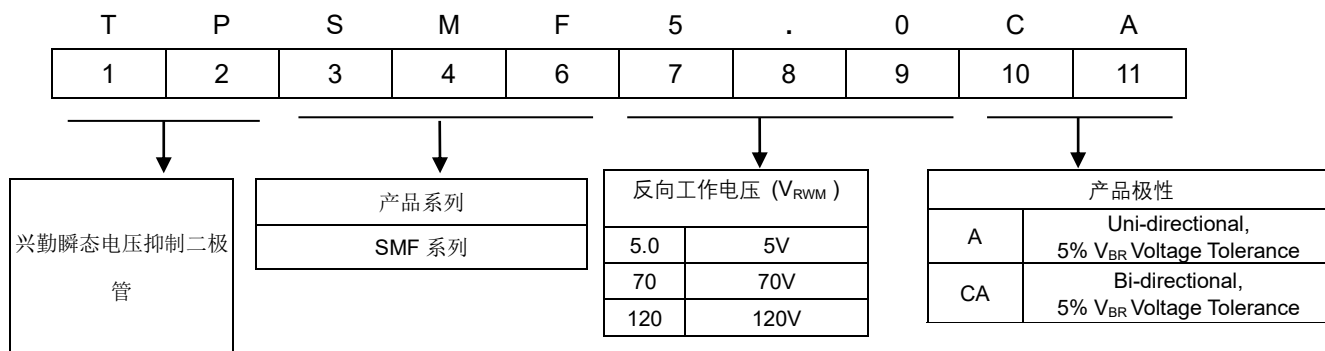 T P S M F 5 . 0 C A
1 2 3 4 6 7 8 9 10 11
兴勤瞬态电压抑制二极
管
产品系列
SMF 系列
反向工作电压 (VRWM )
5.0 5V
70 70V
120 120V
产品极性
A Uni-directional,
5% VBR Voltage Tolerance
CA Bi-directional,
5% VBR Voltage Tolerance